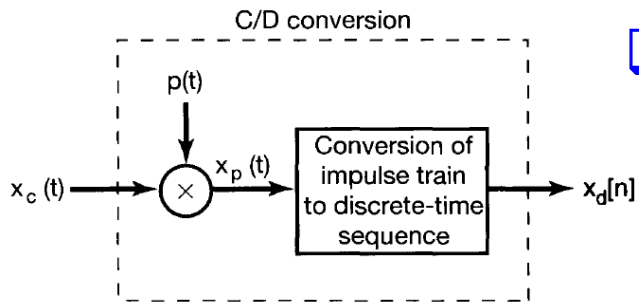 C/D conversion
p(t)
x_p (t)
x_c (t)
×
Conversion of
impulse train
to discrete-time
sequence
x_d[n]